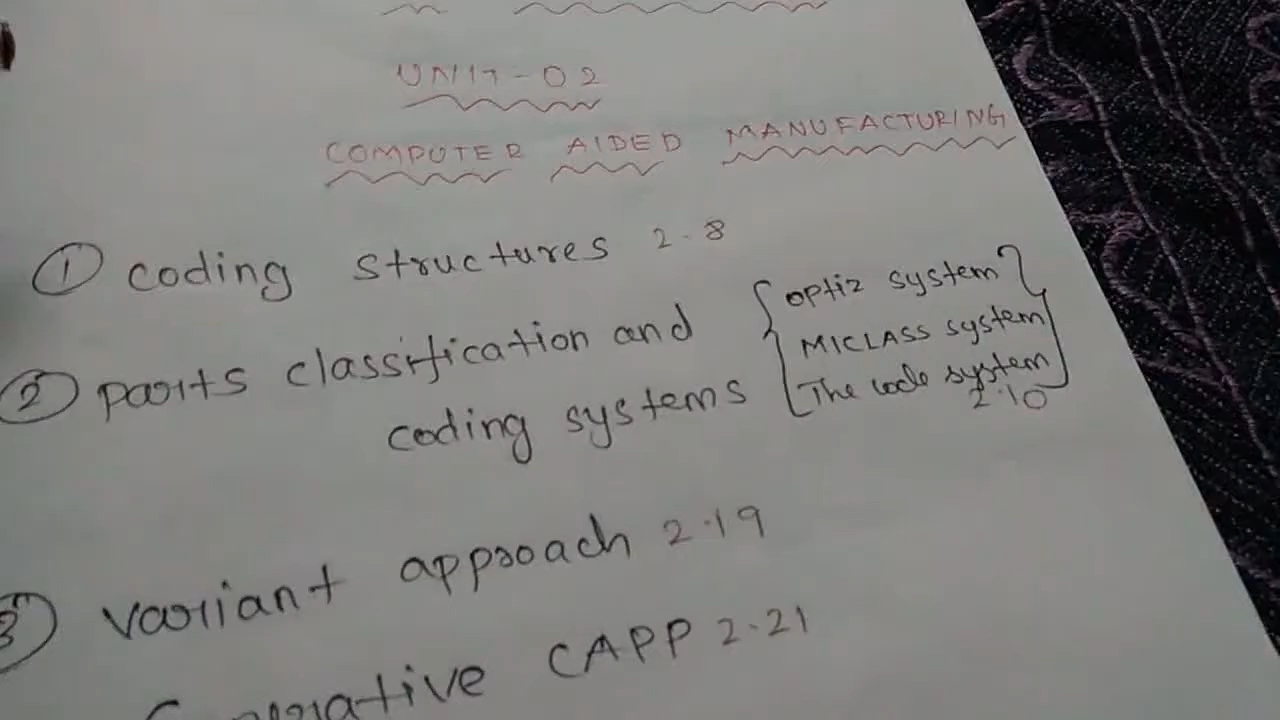 UNIT-02
COMPUTER AIDED MANUFACTURING
① coding structures 2.8
② parts classification and coding systems
{ optiz system
MICLASS system
The code system } 2.10
③ variant approach 2.19
Generative CAPP 2.21